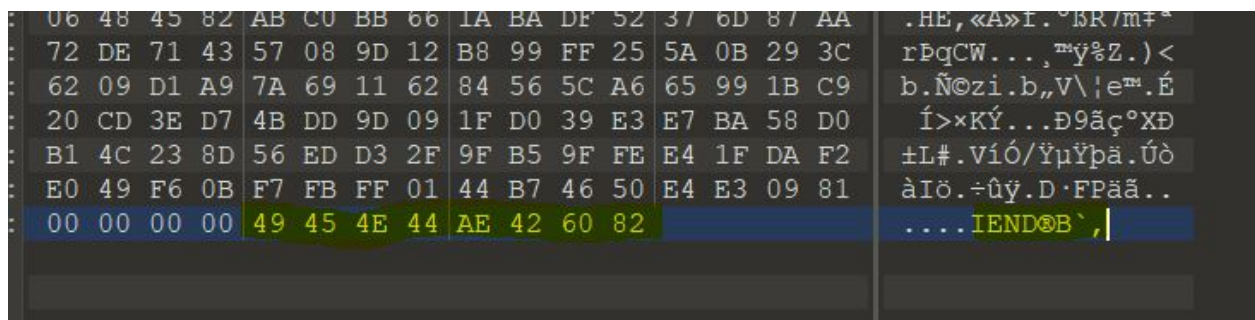 : 06 48 45 82 AB C0 BB 66 1A BA DF 52 37 6D 87 AA .HE‚«À»f.ºßR7m‡ª
: 72 DE 71 43 57 08 9D 12 B8 99 FF 25 5A 0B 29 3C rÞqCW...¸™ÿ%Z.)<
: 62 09 D1 A9 7A 69 11 62 84 56 5C A6 65 99 1B C9 b.Ñ©zi.b„V\¦e™.É
: 20 CD 3E D7 4B DD 9D 09 1F D0 39 E3 E7 BA 58 D0 Í>×KÝ...Ð9ãçºXÐ
: B1 4C 23 8D 56 ED D3 2F 9F B5 9F FE E4 1F DA F2 ±L#.VíÓ/ŸµŸþä.Úò
: E0 49 F6 0B F7 FB FF 01 44 B7 46 50 E4 E3 09 81 àIö.÷ûÿ.D·FPäã..
: 00 00 00 00 49 45 4E 44 AE 42 60 82 ....IEND®B`‚